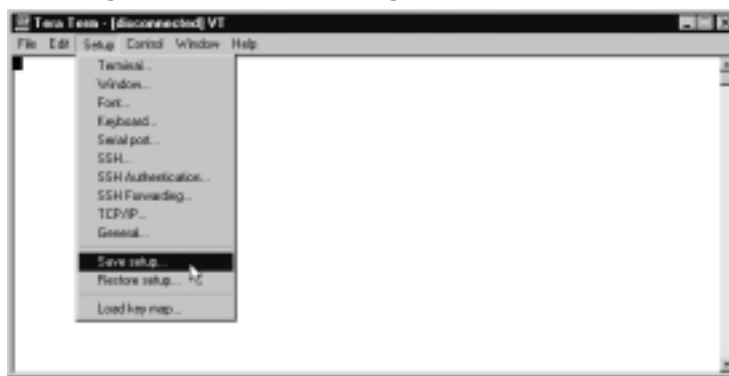 Tera Term - [disconnected] VT
File Edit Setup Control Window Help
Terminal...
Window...
Font...
Keyboard...
Serial port...
SSH...
SSH Authentication...
SSH Forwarding...
TCP/IP...
General...
Save setup...
Restore setup...
Load key map...